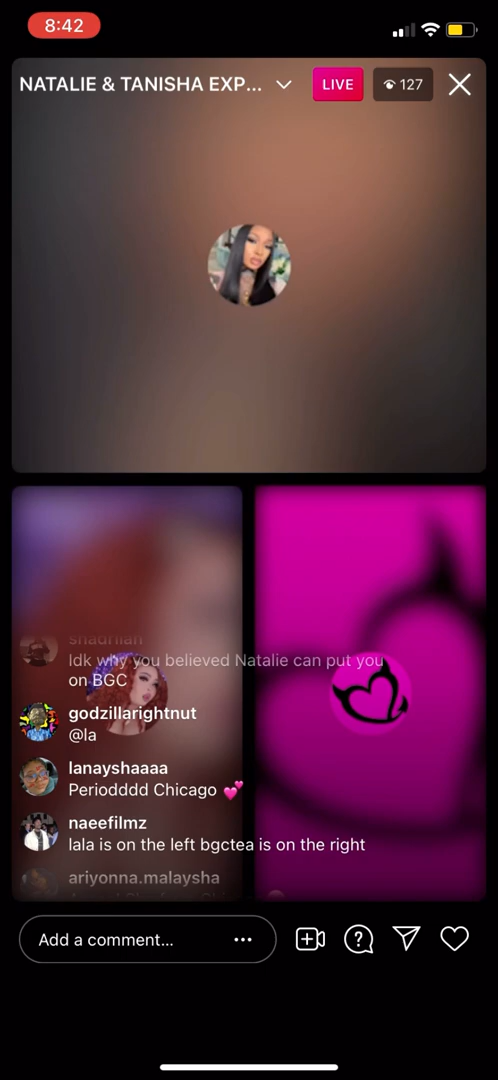 8:42
NATALIE & TANISHA EXP...
LIVE
127
shadriiah
Idk why you believed Natalie can put you
on BGC
godzillarightnut
@la
lanayshaaaa
Periodddd Chicago 💕
naeefilmz
lala is on the left bgctea is on the right
ariyonna.malaysha
Add a comment...